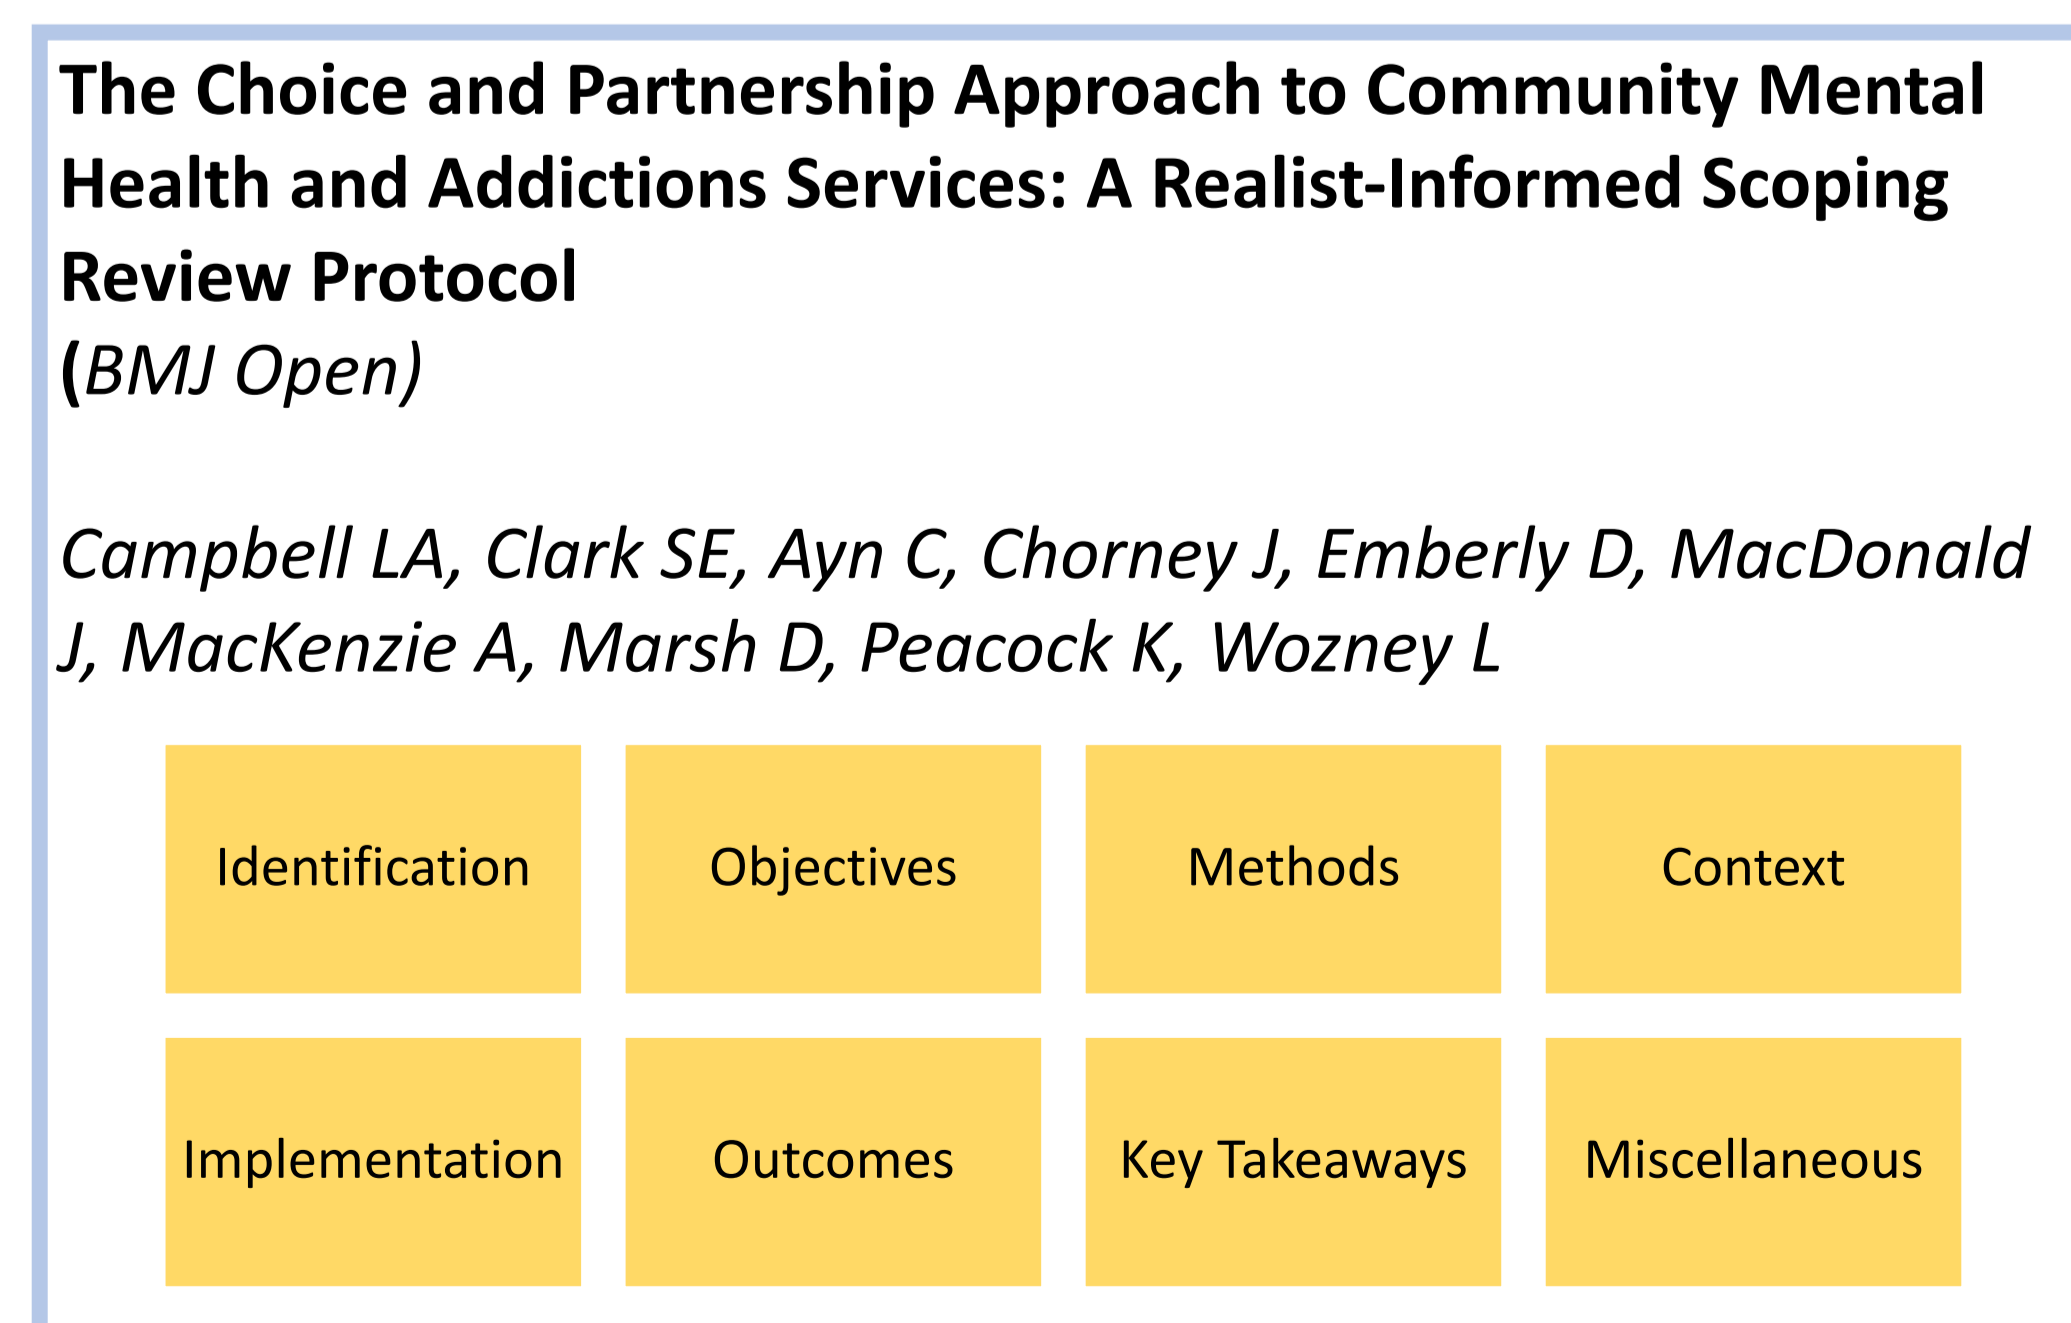 The Choice and Partnership Approach to Community Mental
Health and Addictions Services: A Realist-Informed Scoping
Review Protocol
(BMJ Open)
Campbell LA, Clark SE, Ayn C, Chorney J, Emberly D, MacDonald
J, MacKenzie A, Marsh D, Peacock K, Wozney L
Identification
Objectives
Methods
Context
Implementation
Outcomes
Key Takeaways
Miscellaneous